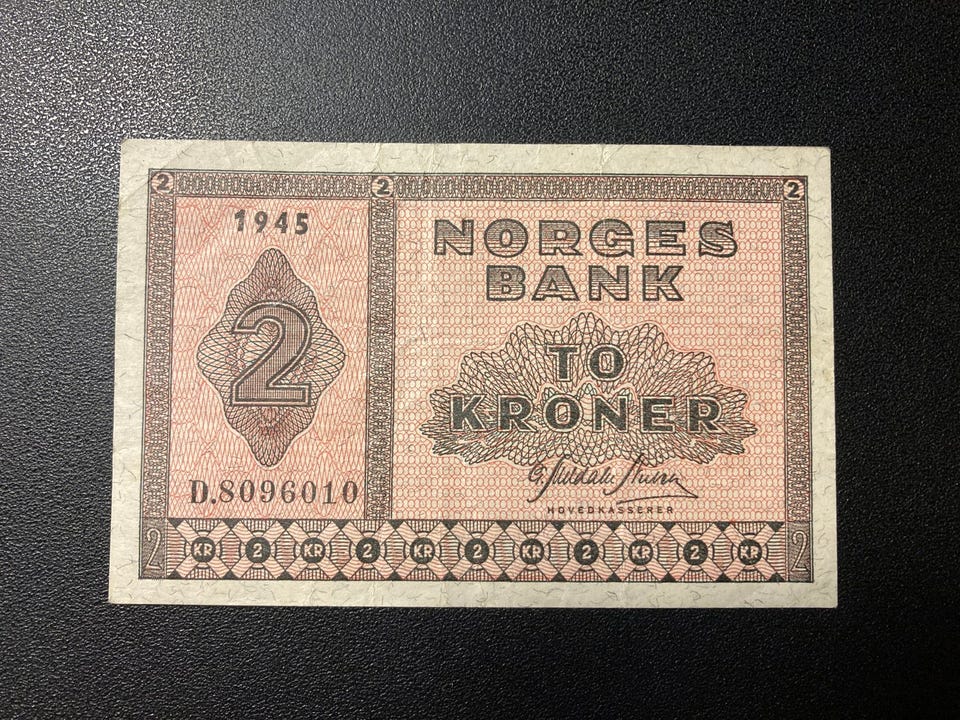 2 2 2
1945
NORGES
BANK
2
TO
KRONER
D.8096010
HOVEDKASSERER
2 KR 2 KR 2 KR 2 KR 2 KR 2 KR 2